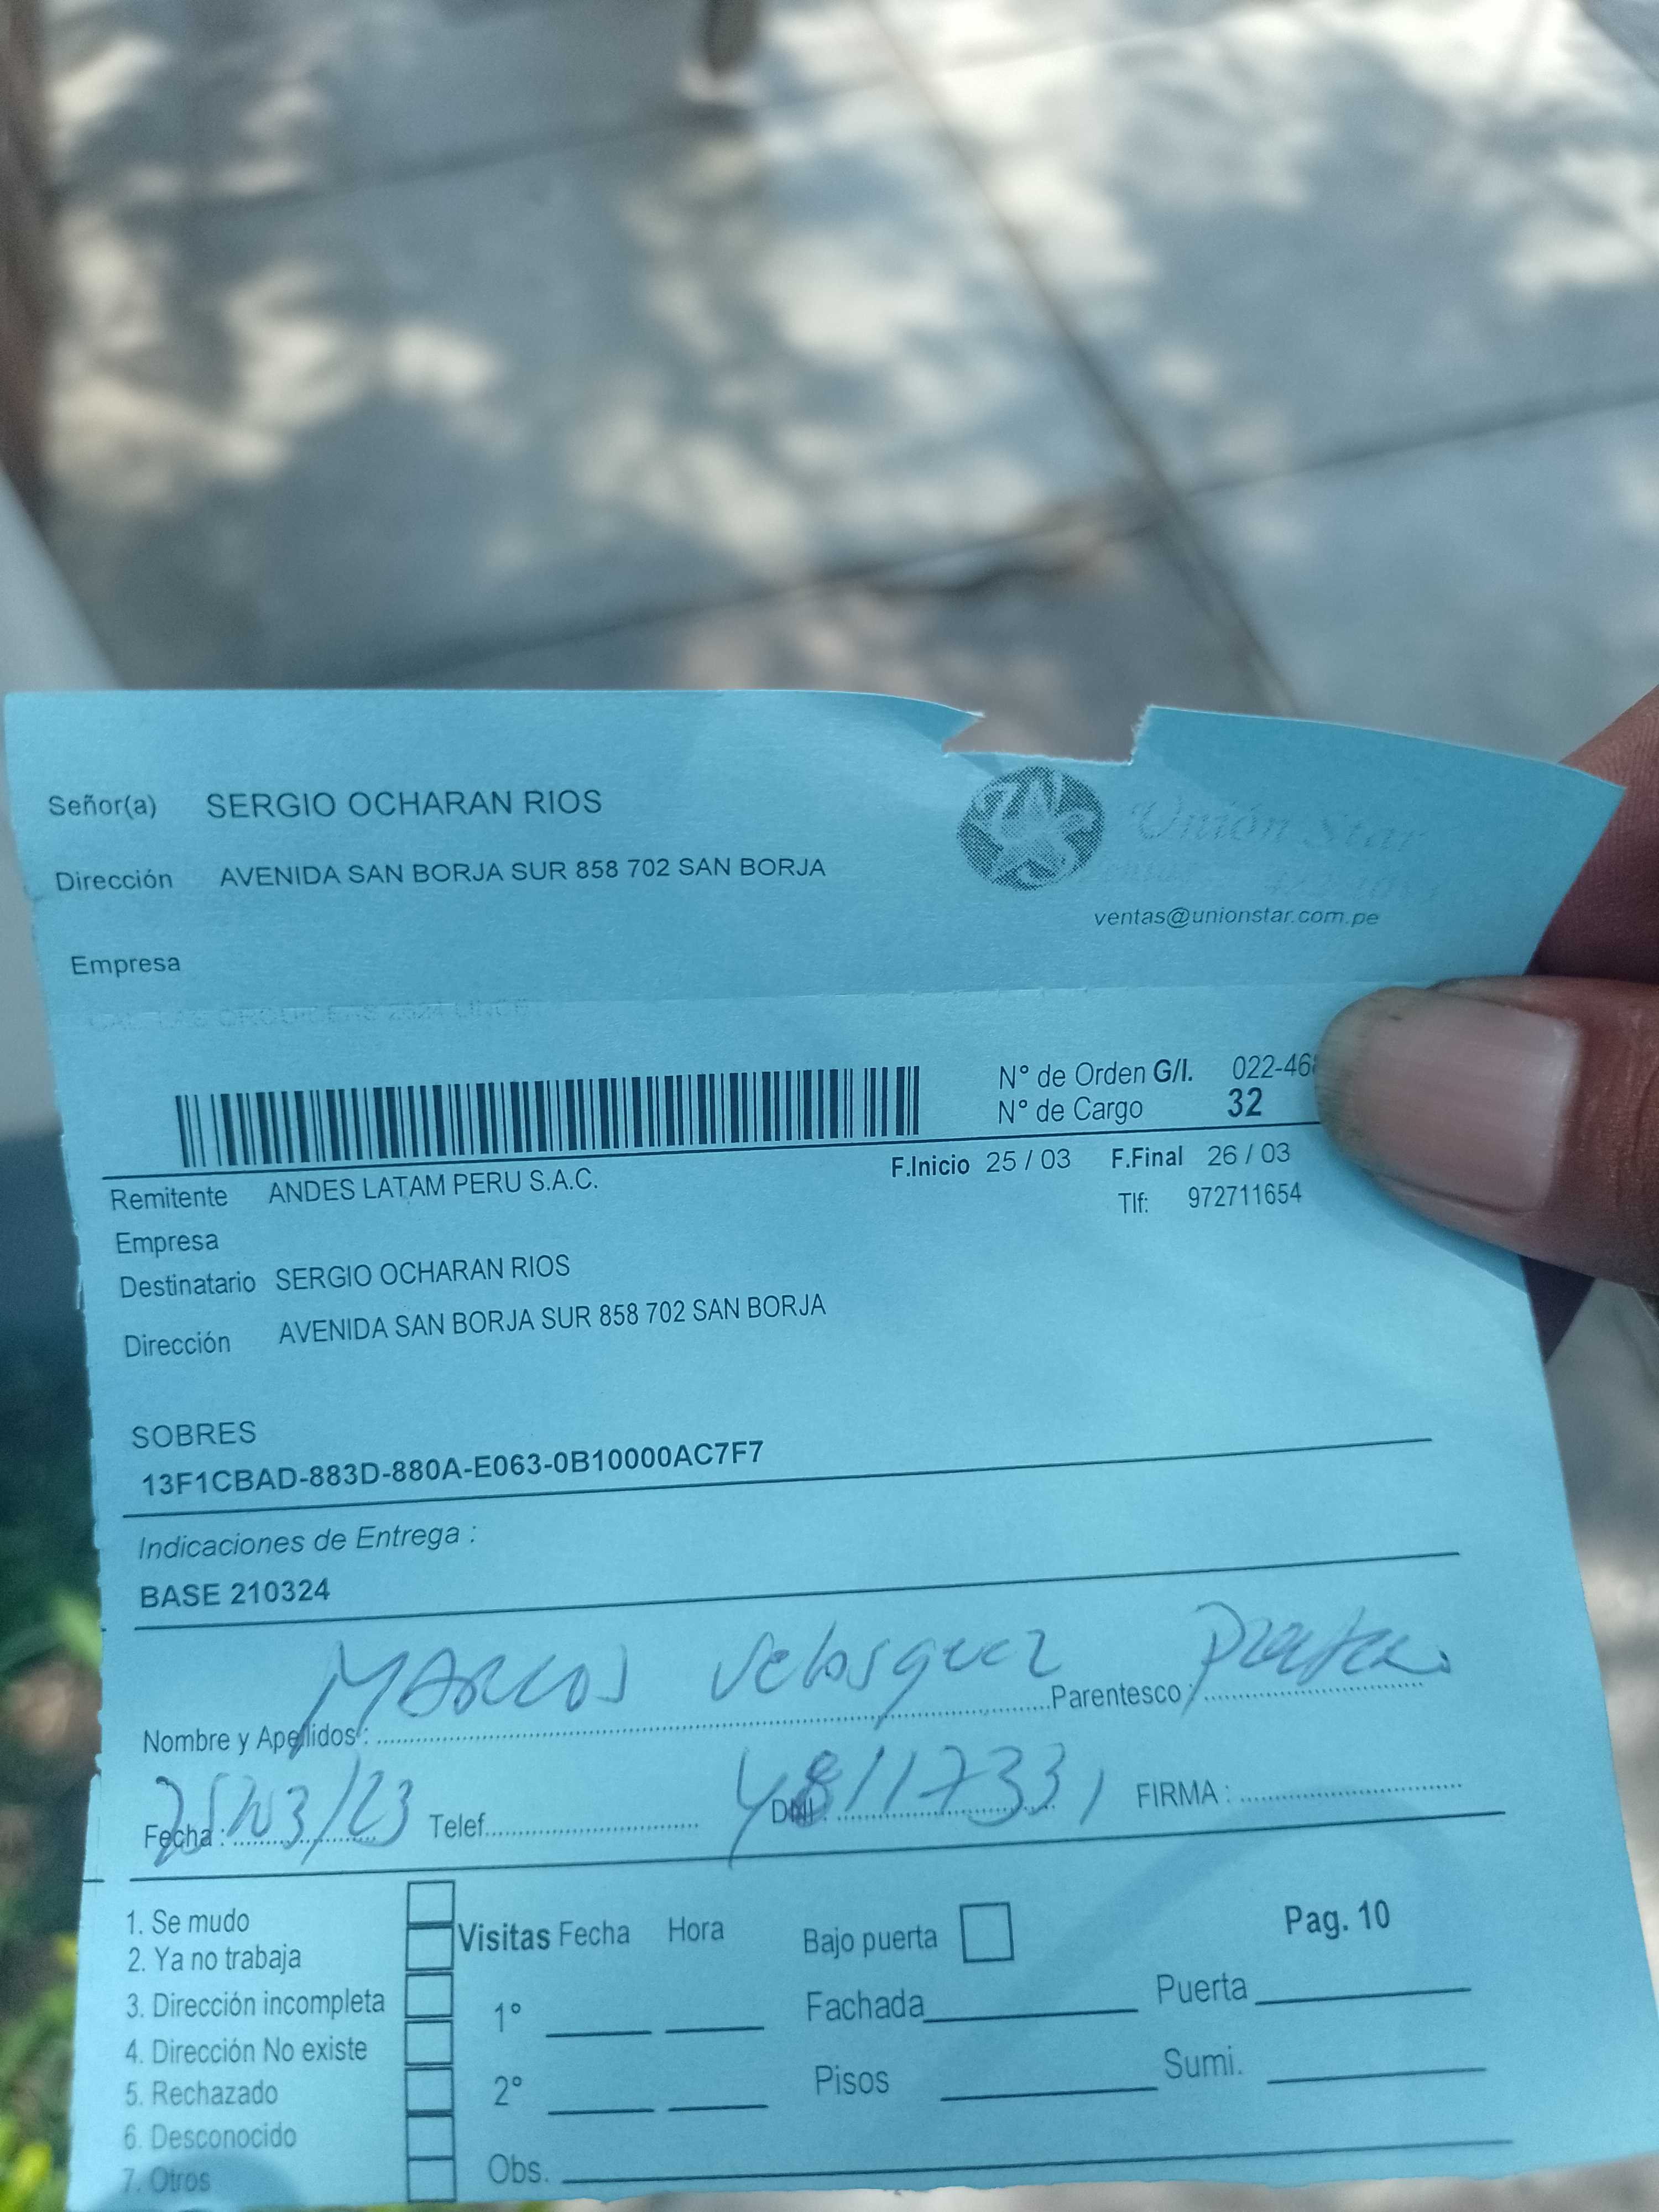 Señor(a) SERGIO OCHARAN RIOS
Unión Star
Dirección AVENIDA SAN BORJA SUR 858 702 SAN BORJA
ventas@unionstar.com.pe
Empresa
N° de Orden G/I. 022-46
N° de Cargo 32
F.Inicio 25 / 03 F.Final 26 / 03
Remitente ANDES LATAM PERU S.A.C.
Tlf: 972711654
Empresa
Destinatario SERGIO OCHARAN RIOS
Dirección AVENIDA SAN BORJA SUR 858 702 SAN BORJA
SOBRES
13F1CBAD-883D-880A-E063-0B10000AC7F7
Indicaciones de Entrega :
BASE 210324
Nombre y Apellidos : MARCOS Velasquez Parentesco :
Fecha : 25/03/23 Telef. DNI : 48117331 FIRMA :
1. Se mudo
2. Ya no trabaja
3. Dirección incompleta
4. Dirección No existe
5. Rechazado
6. Desconocido
7. Otros
Visitas Fecha Hora
1°
2°
Obs.
Bajo puerta
Pag. 10
Fachada Puerta
Pisos Sumi.